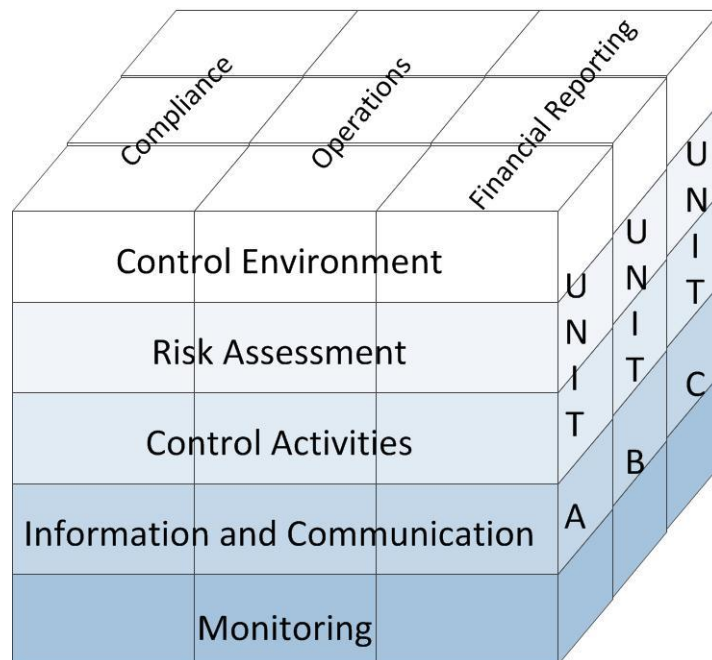 Compliance
Operations
Financial Reporting
Control Environment
Risk Assessment
Control Activities
Information and Communication
Monitoring
UNIT A
UNIT B
UNIT C